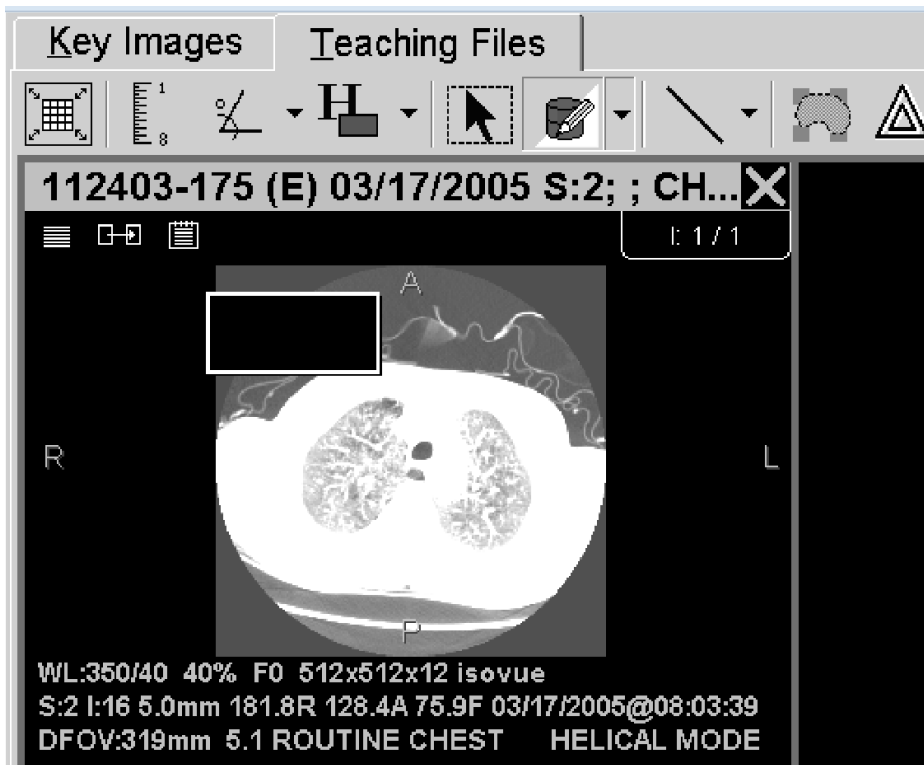 Key Images Teaching Files
1
8
H
112403-175 (E) 03/17/2005 S:2; ; CH...
I: 1 / 1
A
R L
P
WL:350/40 40% F0 512x512x12 isovue
S:2 I:16 5.0mm 181.8R 128.4A 75.9F 03/17/2005@08:03:39
DFOV:319mm 5.1 ROUTINE CHEST HELICAL MODE